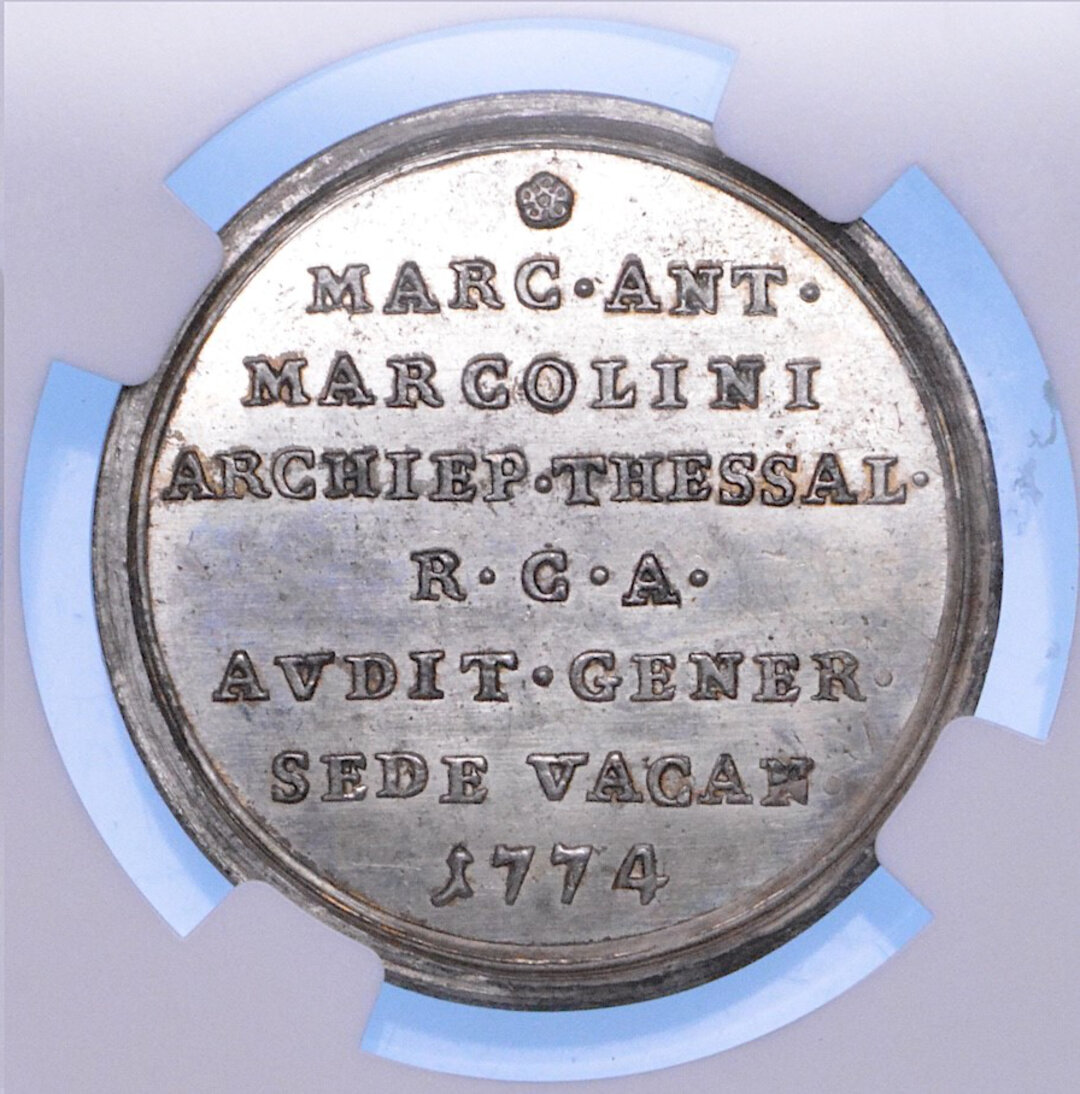 MARC·ANT·
MARCOLINI
ARCHIEP·THESSAL·
R·C·A·
AVDIT·GENER·
SEDE VACAN·
1774